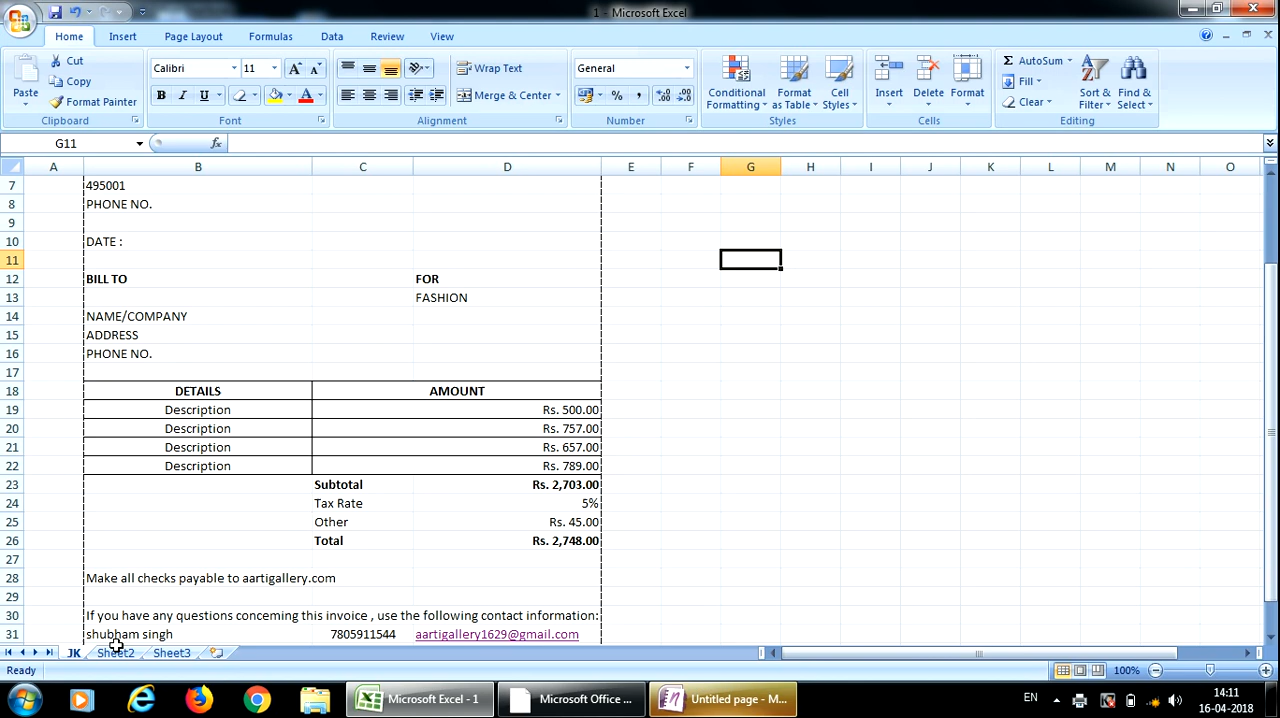 1 - Microsoft Excel
Home Insert Page Layout Formulas Data Review View
Cut
Copy
Format Painter
Paste
Clipboard
Calibri 11
B I U
Font
Wrap Text
Merge & Center
Alignment
General
%
Number
Conditional Formatting
Format as Table
Cell Styles
Styles
Insert Delete Format
Cells
AutoSum
Fill
Clear
Sort & Filter
Find & Select
Editing
G11 fx
A B C D E F G H I J K L M N O
7 495001
8 PHONE NO.
9
10 DATE :
11
12 BILL TO FOR
13 FASHION
14 NAME/COMPANY
15 ADDRESS
16 PHONE NO.
17
18 DETAILS AMOUNT
19 Description Rs. 500.00
20 Description Rs. 757.00
21 Description Rs. 657.00
22 Description Rs. 789.00
23 Subtotal Rs. 2,703.00
24 Tax Rate 5%
25 Other Rs. 45.00
26 Total Rs. 2,748.00
27
28 Make all checks payable to aartigallery.com
29
30 If you have any questions conceming this invoice , use the following contact information:
31 shubham singh 7805911544 aartigallery1629@gmail.com
JK Sheet2 Sheet3
Ready 100%
Microsoft Excel - 1 Microsoft Office ... Untitled page - M... EN 14:11
16-04-2018